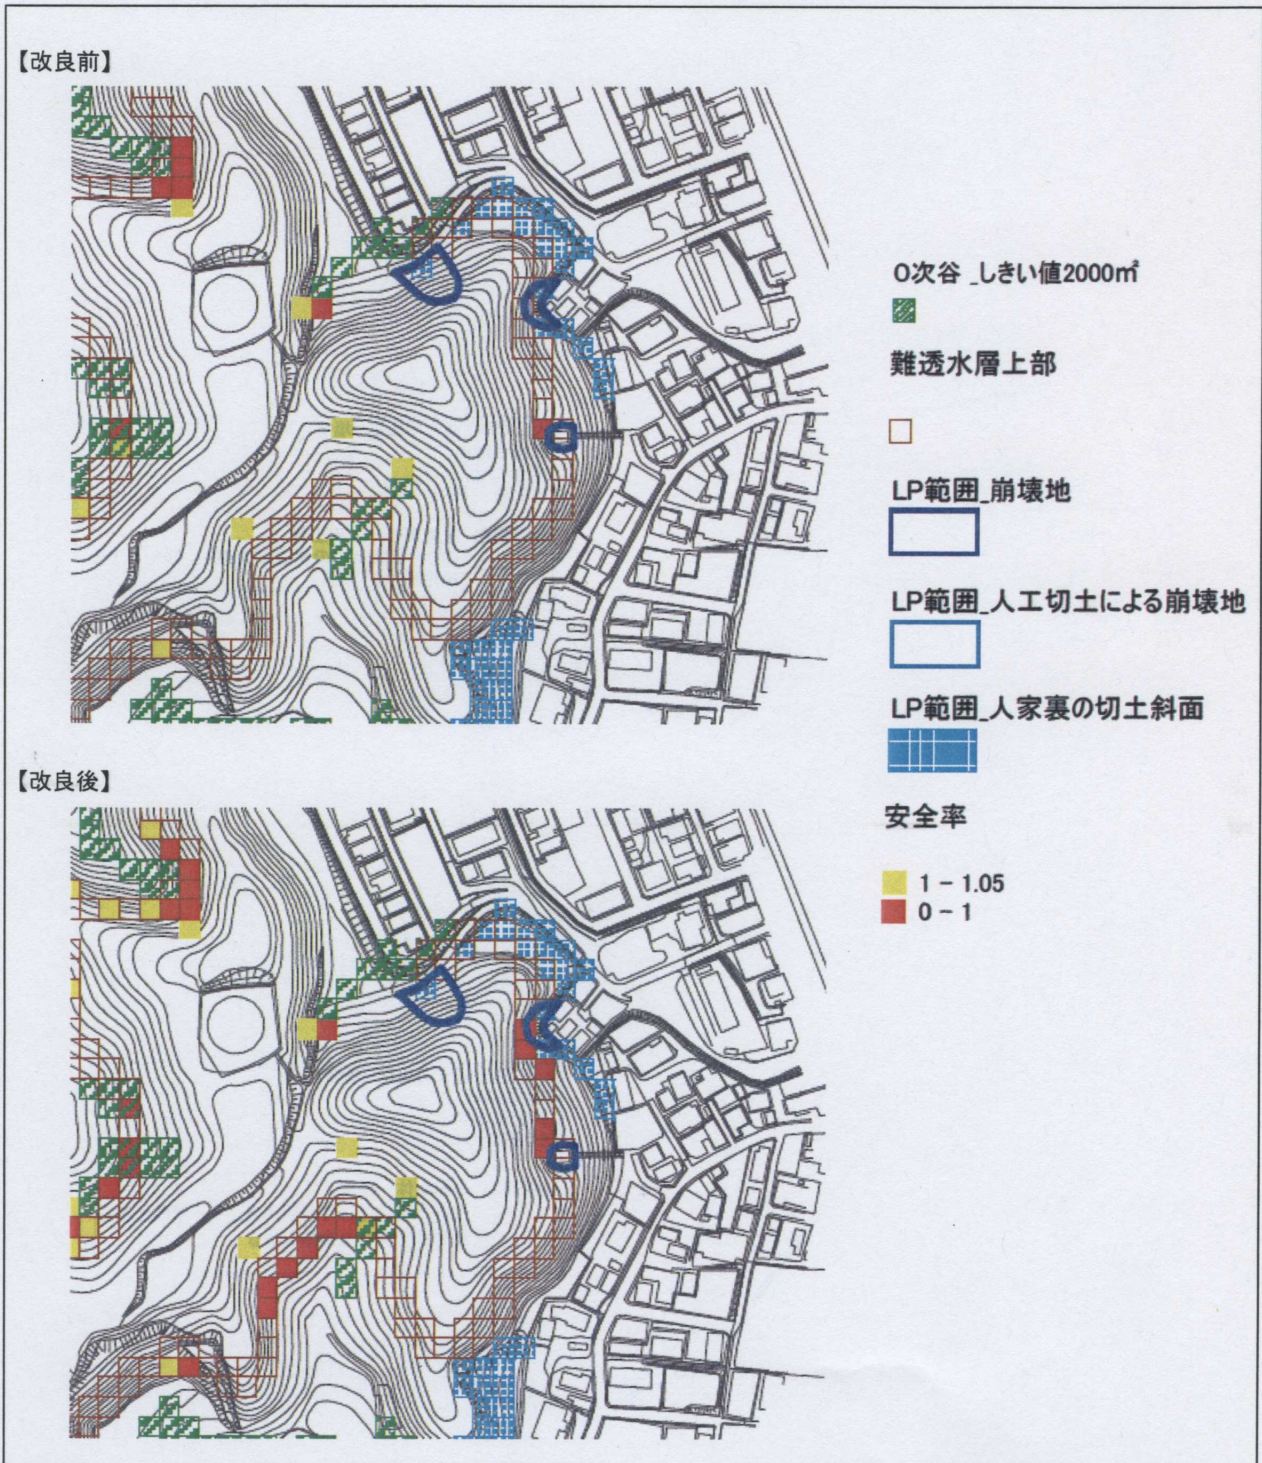 【改良前】
0次谷_しきい値2000㎡
難透水層上部
LP範囲_崩壊地
LP範囲_人工切土による崩壊地
LP範囲_人家裏の切土斜面
【改良後】
安全率
1 – 1.05
0 – 1